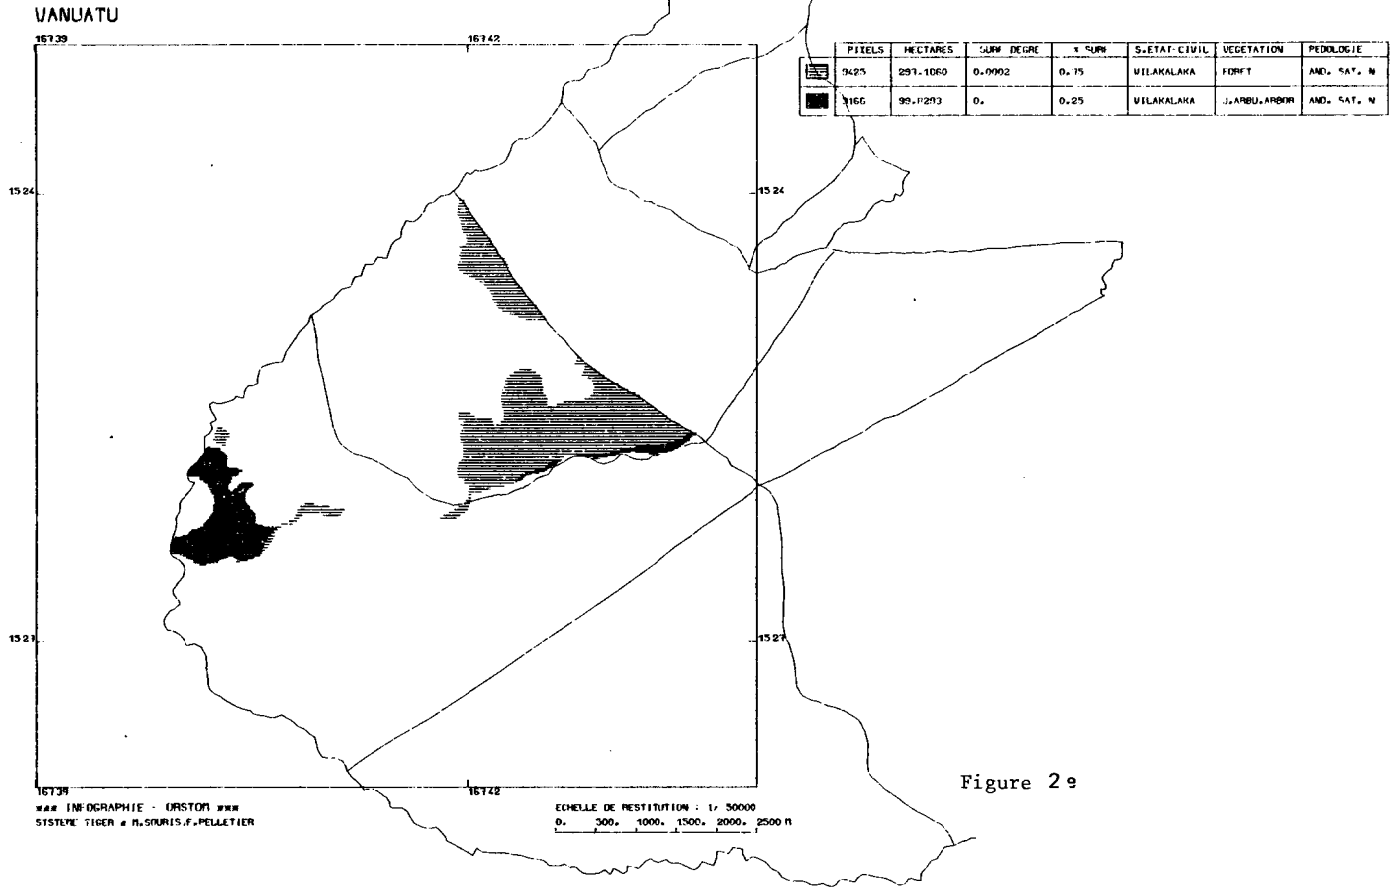 VANUATU
16739 16742
PIXELS HECTARES SURF DEGRE % SURF S.ETAT-CIVIL VEGETATION PEDOLOGIE
9425 297.1060 0.0002 0.75 VILAKALAKA FORET AND. SAT. N
3166 99.8293 0. 0.25 VILAKALAKA J.ARBU.ARBOR AND. SAT. N
1524 1524
1527 1527
16739 16742
Figure 29
*** INFOGRAPHIE - ORSTOM ***
SYSTEME TIGER * M.SOURIS,F.PELLETIER
ECHELLE DE RESTITUTION : 1/ 50000
0. 500. 1000. 1500. 2000. 2500 M